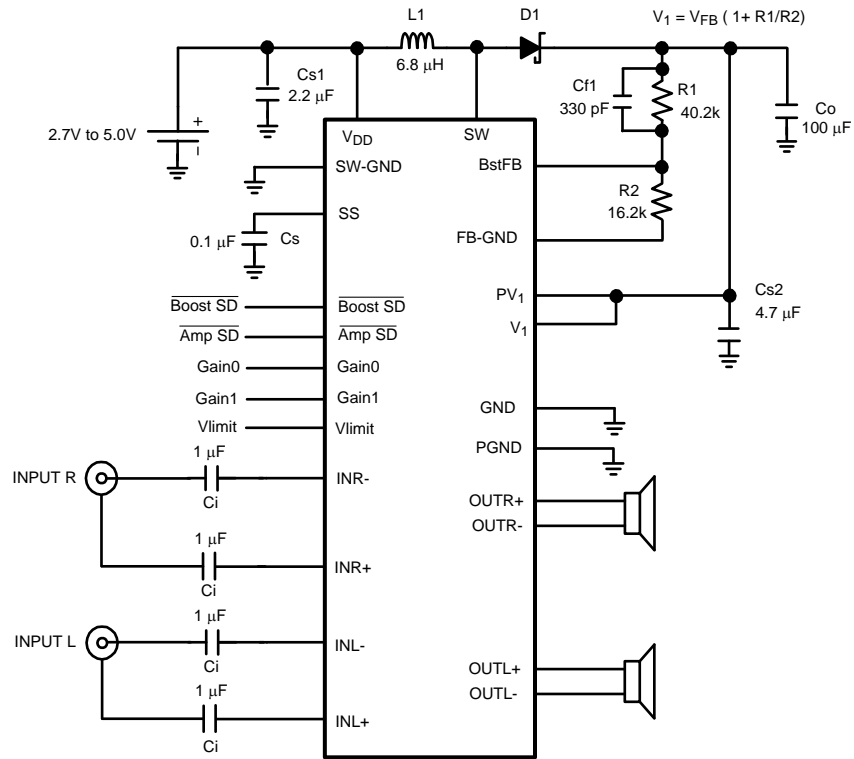 L1
D1
V1 = VFB ( 1+ R1/R2)
6.8 μH
Cs1
2.2 μF
Cf1
330 pF
R1
40.2k
Co
100 μF
2.7V to 5.0V
+
–
VDD
SW
SW-GND
BstFB
SS
R2
16.2k
0.1 μF
Cs
FB-GND
Boost SD
Boost SD
PV1
Cs2
4.7 μF
V1
Amp SD
Amp SD
Gain0
Gain0
Gain1
Gain1
Vlimit
Vlimit
GND
PGND
1 μF
INPUT R
Ci
INR-
OUTR+
OUTR-
1 μF
Ci
INR+
1 μF
INPUT L
Ci
INL-
OUTL+
OUTL-
1 μF
Ci
INL+